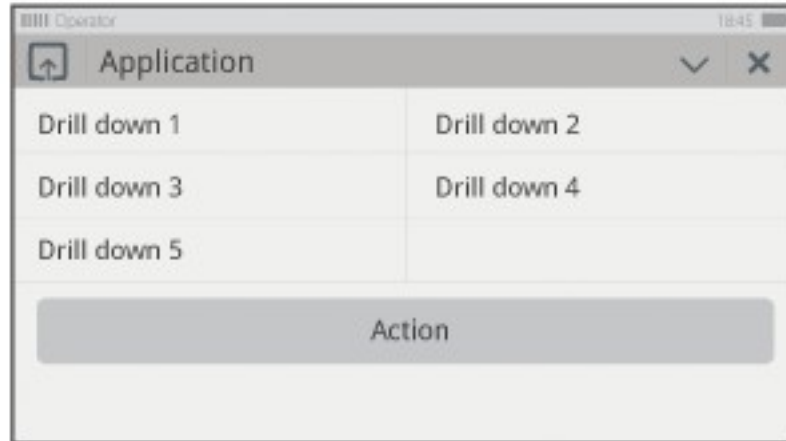 Operator 18:45
Application
Drill down 1 Drill down 2
Drill down 3 Drill down 4
Drill down 5
Action